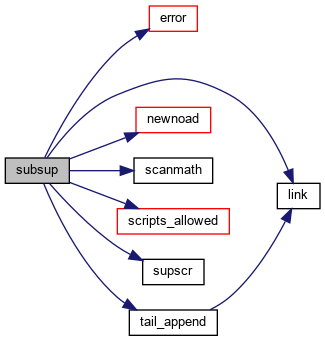 error
newnoad
subsup
scanmath
link
scripts_allowed
supscr
tail_append